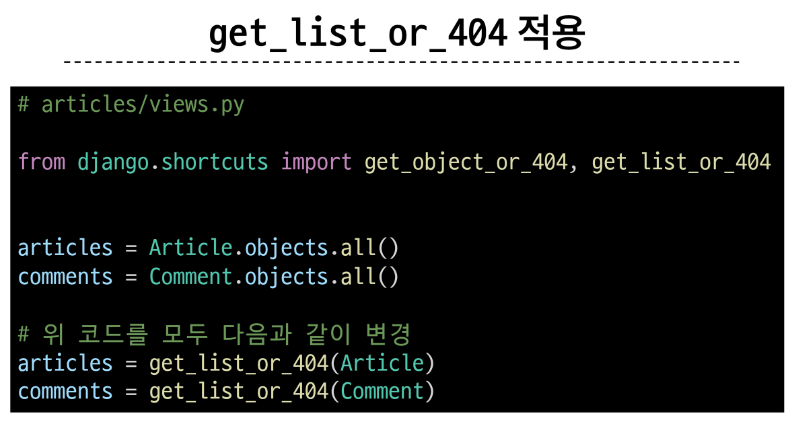 get_list_or_404 적용
# articles/views.py
from django.shortcuts import get_object_or_404, get_list_or_404
articles = Article.objects.all()
comments = Comment.objects.all()
# 위 코드를 모두 다음과 같이 변경
articles = get_list_or_404(Article)
comments = get_list_or_404(Comment)